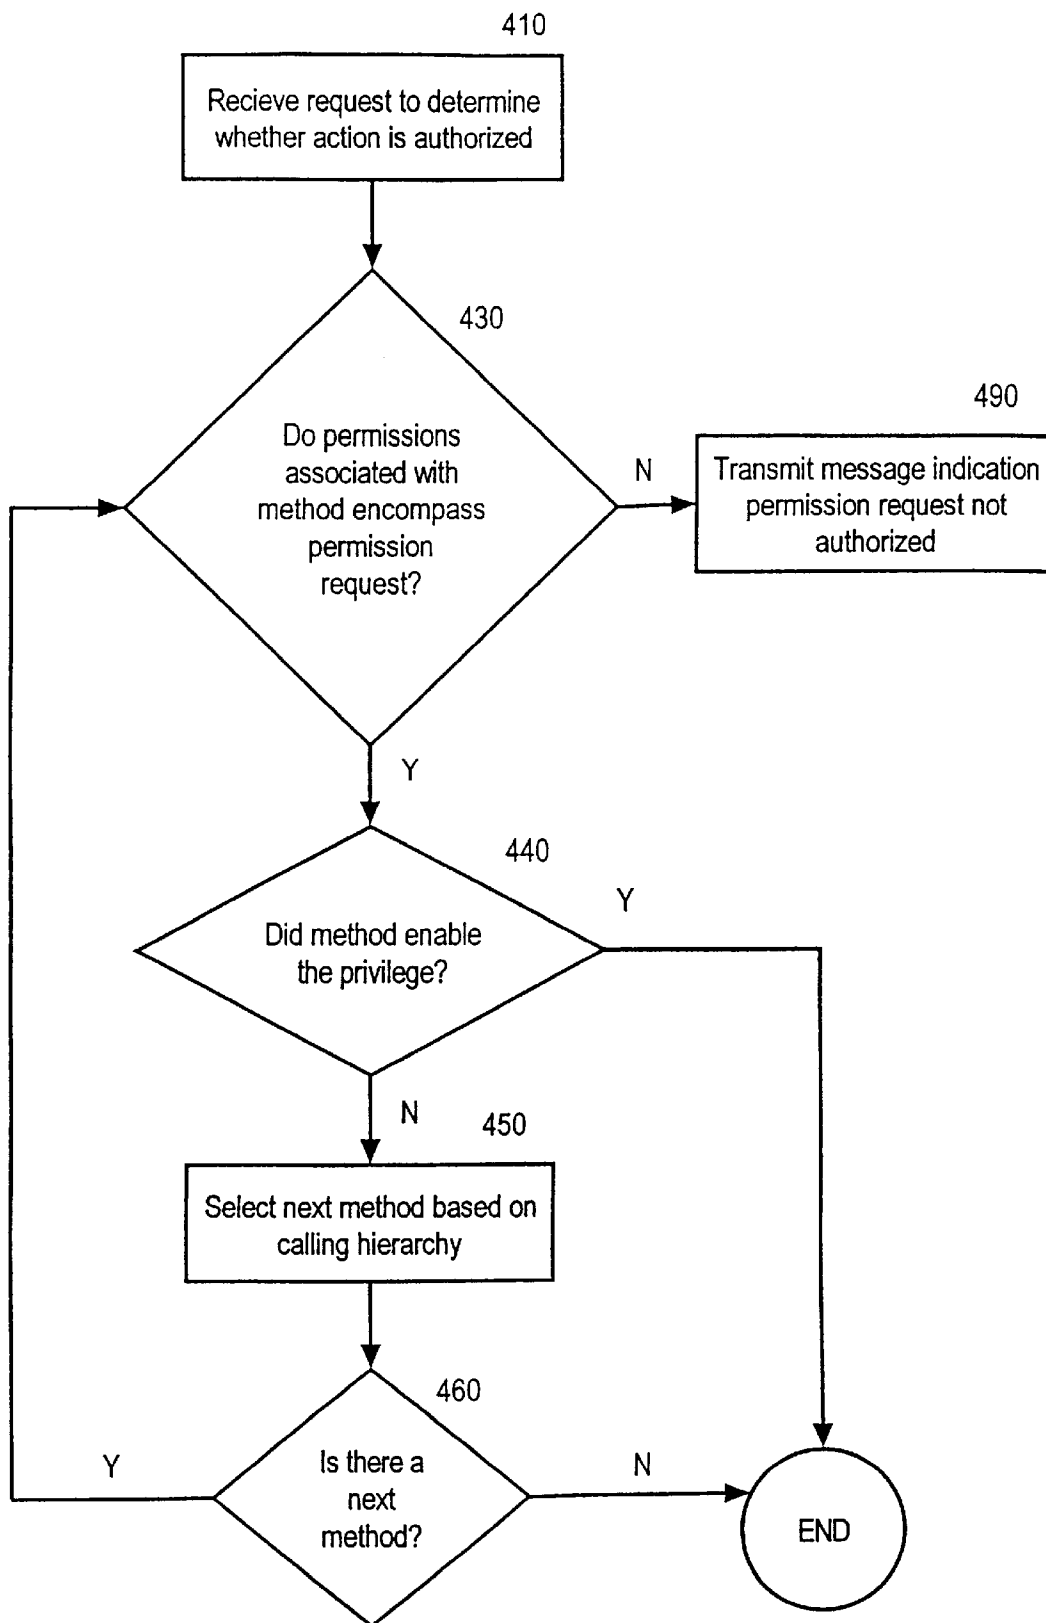 410
Recieve request to determine
whether action is authorized
430
Do permissions
associated with
method encompass
permission
request?
N
490
Transmit message indication
permission request not
authorized
Y
440
Did method enable
the privilege?
Y
N
450
Select next method based on
calling hierarchy
460
Is there a
next
method?
Y
N
END